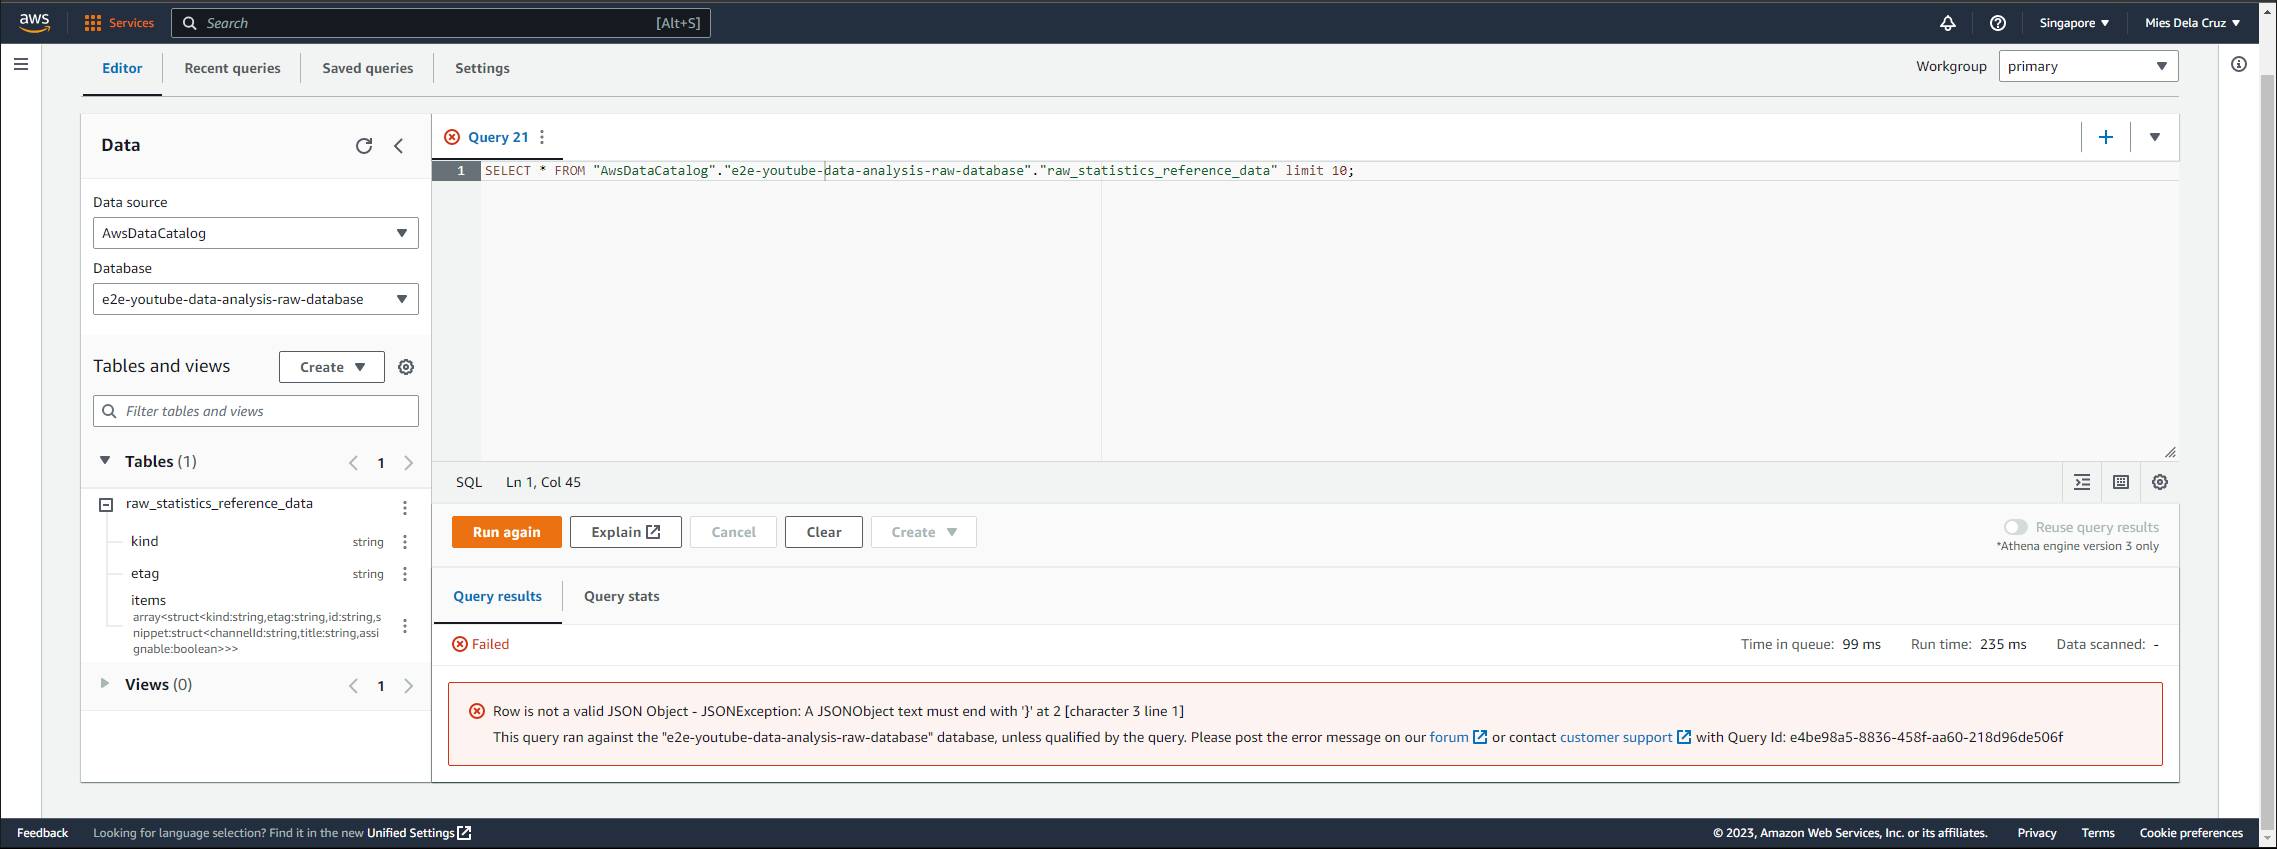 aws
Services
Search
[Alt+S]
Singapore
Mies Dela Cruz
Editor
Recent queries
Saved queries
Settings
Workgroup
primary
Data
Data source
AwsDataCatalog
Database
e2e-youtube-data-analysis-raw-database
Tables and views
Create
Filter tables and views
Tables (1)
1
raw_statistics_reference_data
kind
string
etag
string
items
array<struct<kind:string,etag:string,id:string,s
nippet:struct<channelId:string,title:string,assi
gnable:boolean>>>
Views (0)
1
Query 21
1
SELECT * FROM "AwsDataCatalog"."e2e-youtube-data-analysis-raw-database"."raw_statistics_reference_data" limit 10;
SQL
Ln 1, Col 45
Run again
Explain
Cancel
Clear
Create
Reuse query results
*Athena engine version 3 only
Query results
Query stats
Failed
Time in queue: 99 ms
Run time: 235 ms
Data scanned: -
Row is not a valid JSON Object - JSONException: A JSONObject text must end with '}' at 2 [character 3 line 1]
This query ran against the "e2e-youtube-data-analysis-raw-database" database, unless qualified by the query. Please post the error message on our forum or contact customer support with Query Id: e4be98a5-8836-458f-aa60-218d96de506f
Feedback
Looking for language selection? Find it in the new Unified Settings
© 2023, Amazon Web Services, Inc. or its affiliates.
Privacy
Terms
Cookie preferences